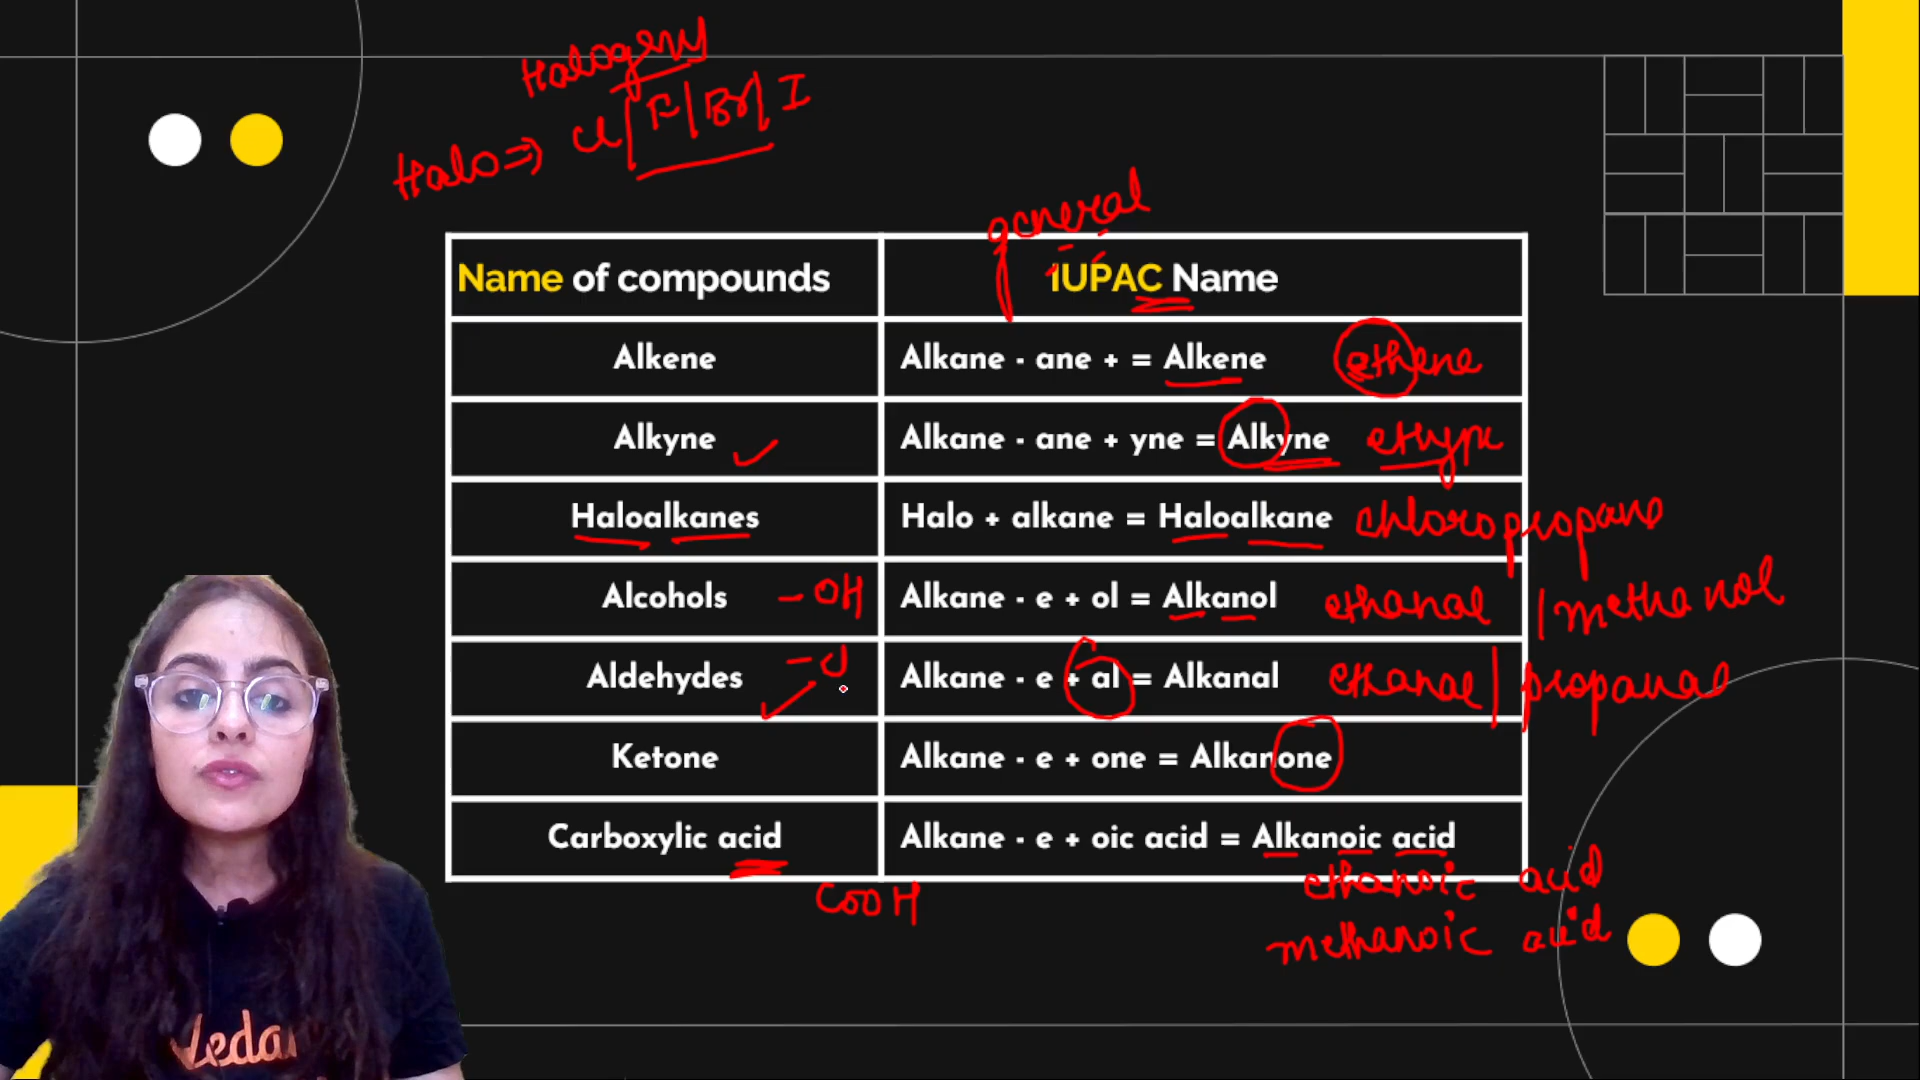 Halogens
Halo ⇒ Cl/F/Br/I
general
Name of compounds IUPAC Name
Alkene Alkane - ane + = Alkene ethene
Alkyne Alkane - ane + yne = Alkyne ethyne
Haloalkanes Halo + alkane = Haloalkane chloropropane
Alcohols - OH Alkane - e + ol = Alkanol ethanol / methanol
Aldehydes Alkane - e + al = Alkanal ethanal / propanal
Ketone Alkane - e + one = Alkanone
Carboxylic acid Alkane - e + oic acid = Alkanoic acid
COOH ethanoic acid
methanoic acid